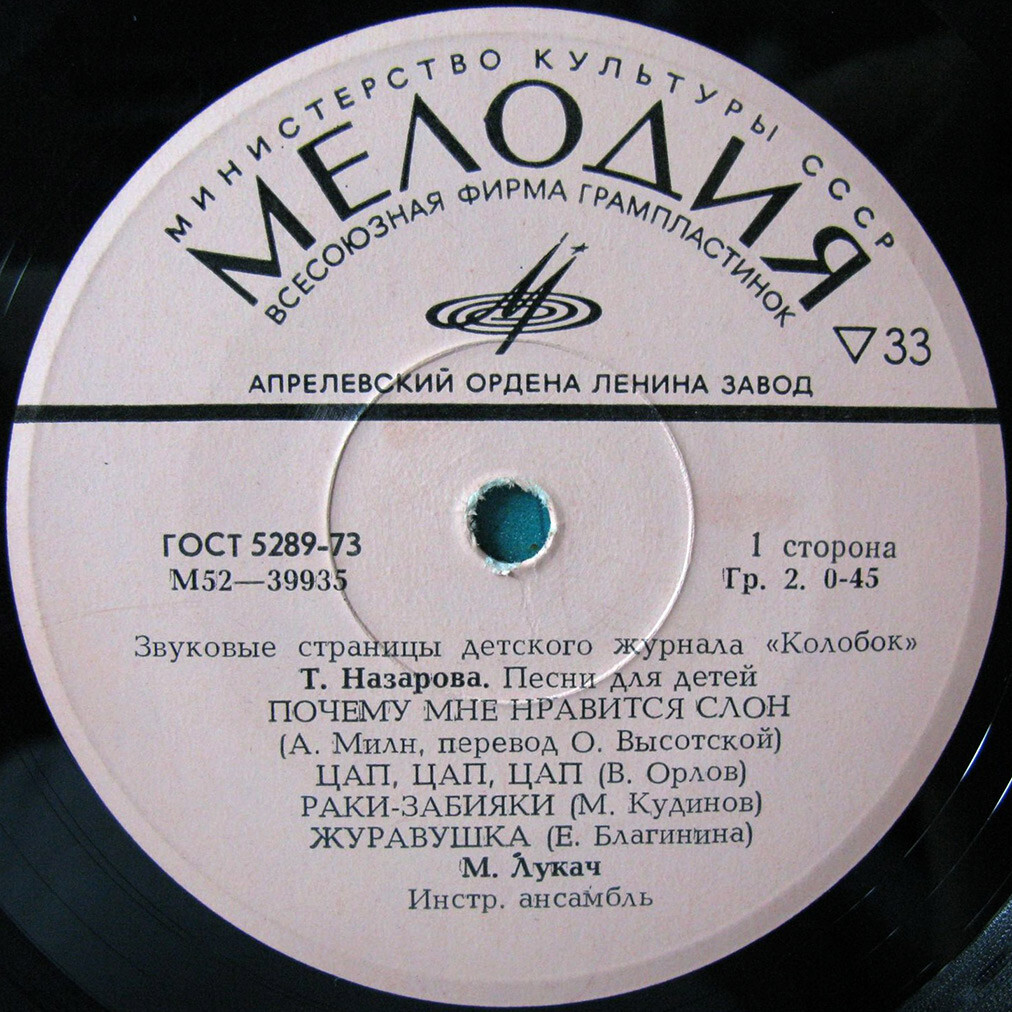 МИНИСТЕРСТВО КУЛЬТУРЫ СССР
МЕЛОДИЯ
ВСЕСОЮЗНАЯ ФИРМА ГРАМПЛАСТИНОК
▽33
АПРЕЛЕВСКИЙ ОРДЕНА ЛЕНИНА ЗАВОД
ГОСТ 5289-73
М52—39935
1 сторона
Гр. 2. 0-45
Звуковые страницы детского журнала «Колобок»
Т. Назарова. Песни для детей
ПОЧЕМУ МНЕ НРАВИТСЯ СЛОН
(А. Милн, перевод О. Высотской)
ЦАП, ЦАП, ЦАП (В. Орлов)
РАКИ-ЗАБИЯКИ (М. Кудинов)
ЖУРАВУШКА (Е. Благинина)
М. Лукач
Инстр. ансамбль